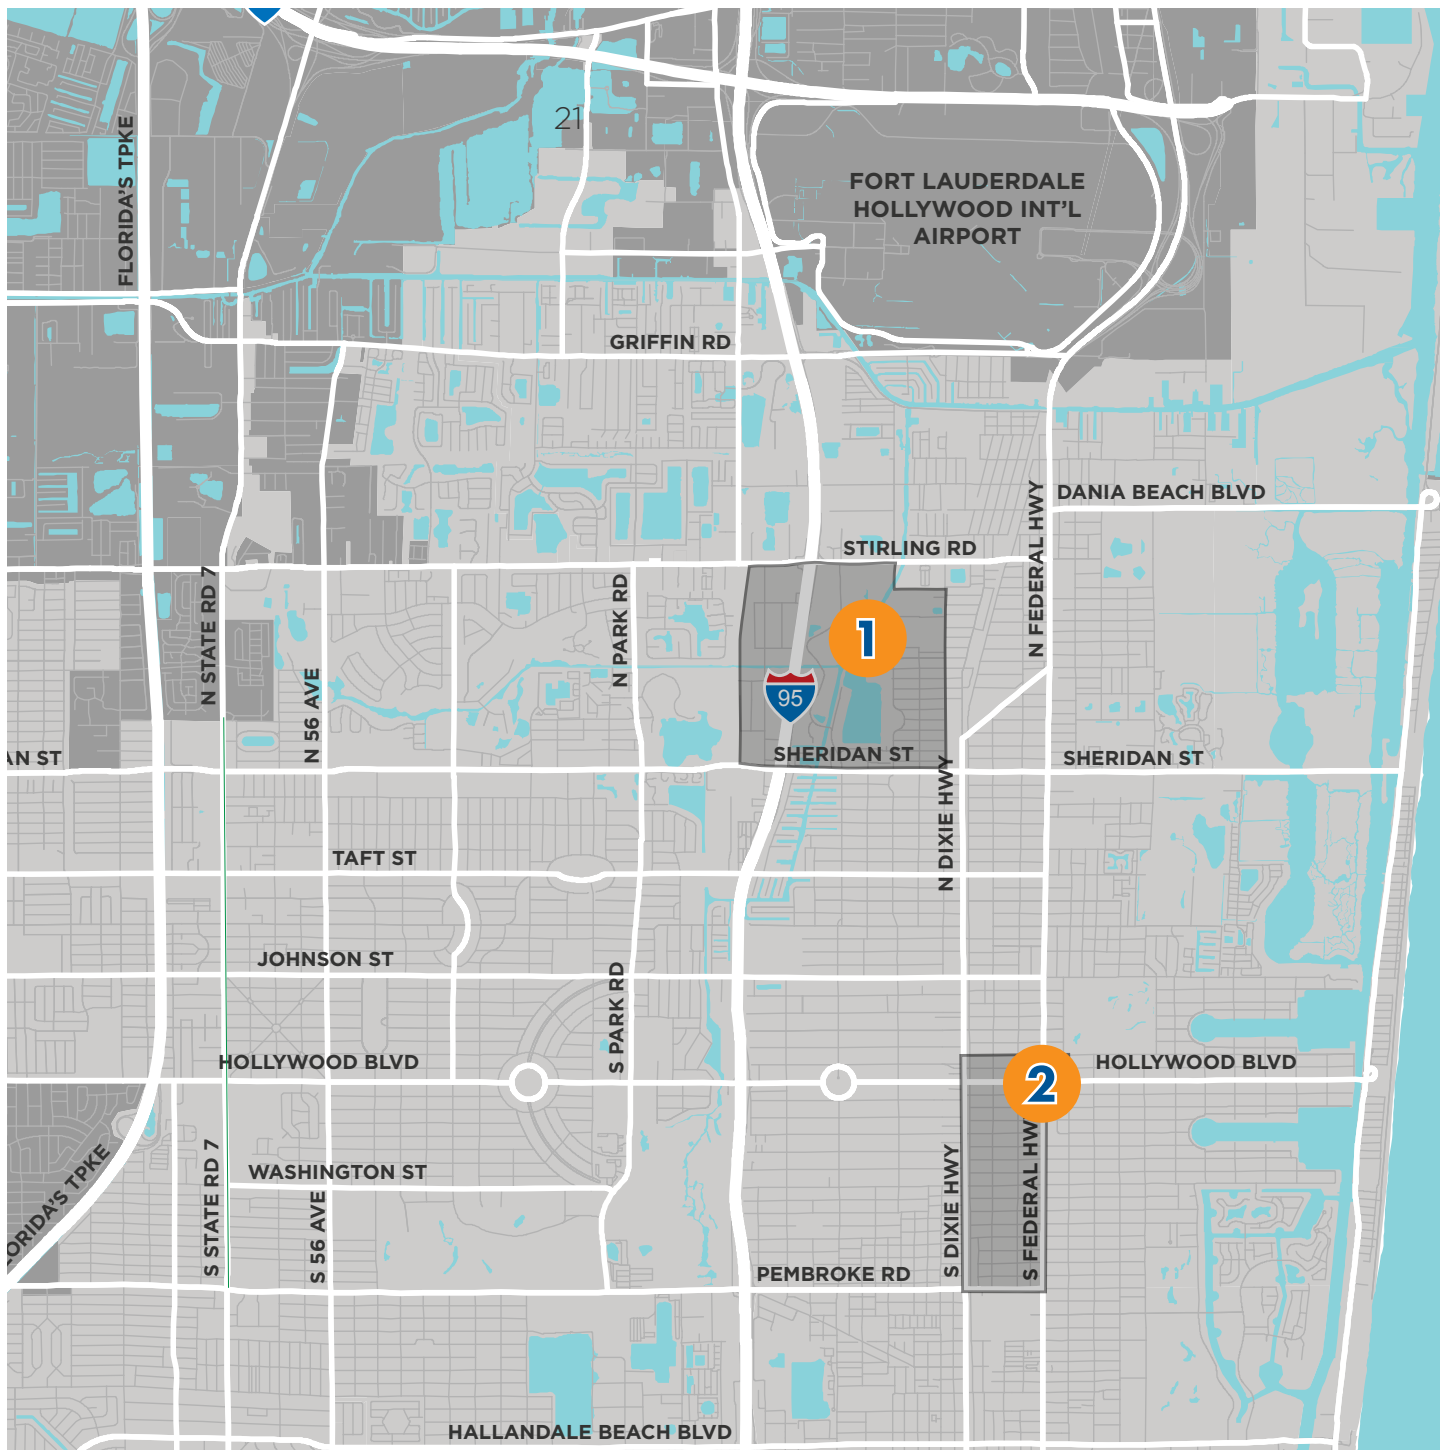 21
FLORIDA'S TPKE
FORT LAUDERDALE
HOLLYWOOD INT'L
AIRPORT
GRIFFIN RD
DANIA BEACH BLVD
N FEDERAL HWY
STIRLING RD
N STATE RD 7
N PARK RD
1
95
N 56 AVE
AN ST
SHERIDAN ST
SHERIDAN ST
N DIXIE HWY
TAFT ST
JOHNSON ST
S PARK RD
HOLLYWOOD BLVD
HOLLYWOOD BLVD
2
S STATE RD 7
WASHINGTON ST
S 56 AVE
S DIXIE HWY
S FEDERAL HW
ORIDA'S TPKE
PEMBROKE RD
HALLANDALE BEACH BLVD